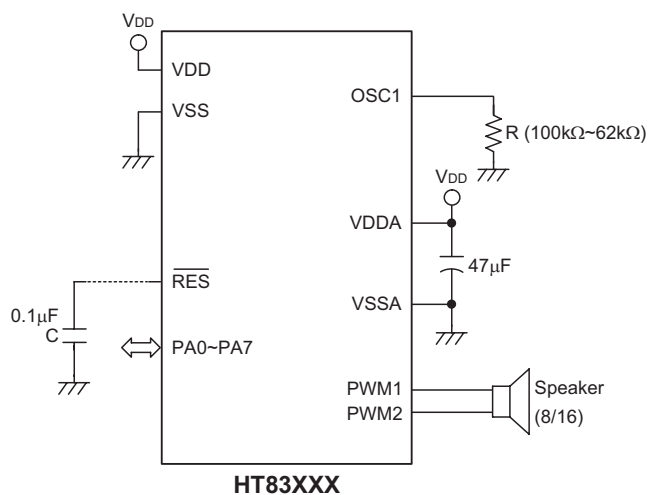 VDD
VDD
VSS
OSC1
R (100kΩ~62kΩ)
VDD
VDDA
47μF
VSSA
RES
0.1μF
C
PA0~PA7
PWM1
PWM2
Speaker
(8/16)
HT83XXX